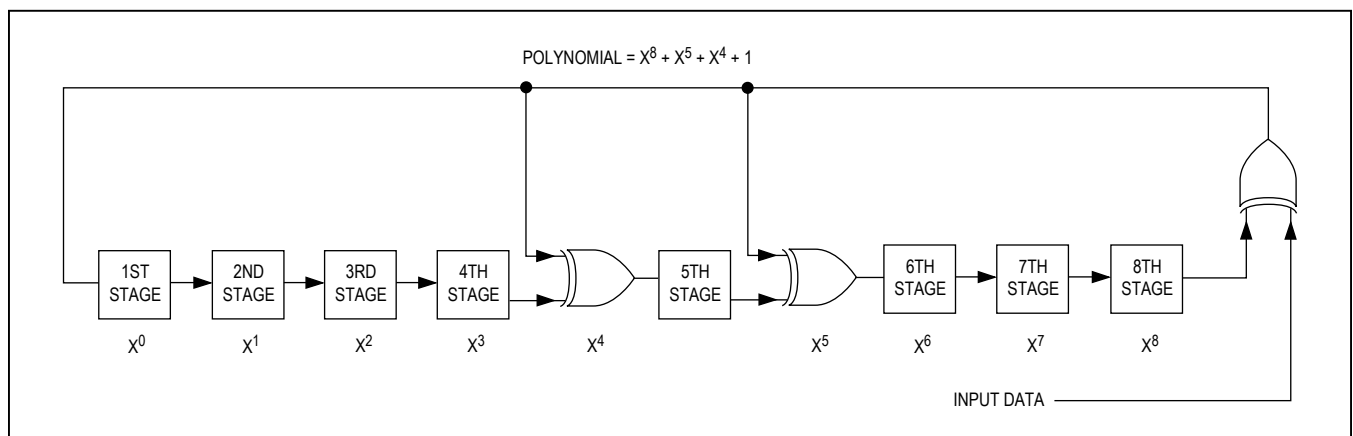 POLYNOMIAL = X⁸ + X⁵ + X⁴ + 1
1ST
STAGE
2ND
STAGE
3RD
STAGE
4TH
STAGE
5TH
STAGE
6TH
STAGE
7TH
STAGE
8TH
STAGE
X⁰
X¹
X²
X³
X⁴
X⁵
X⁶
X⁷
X⁸
INPUT DATA